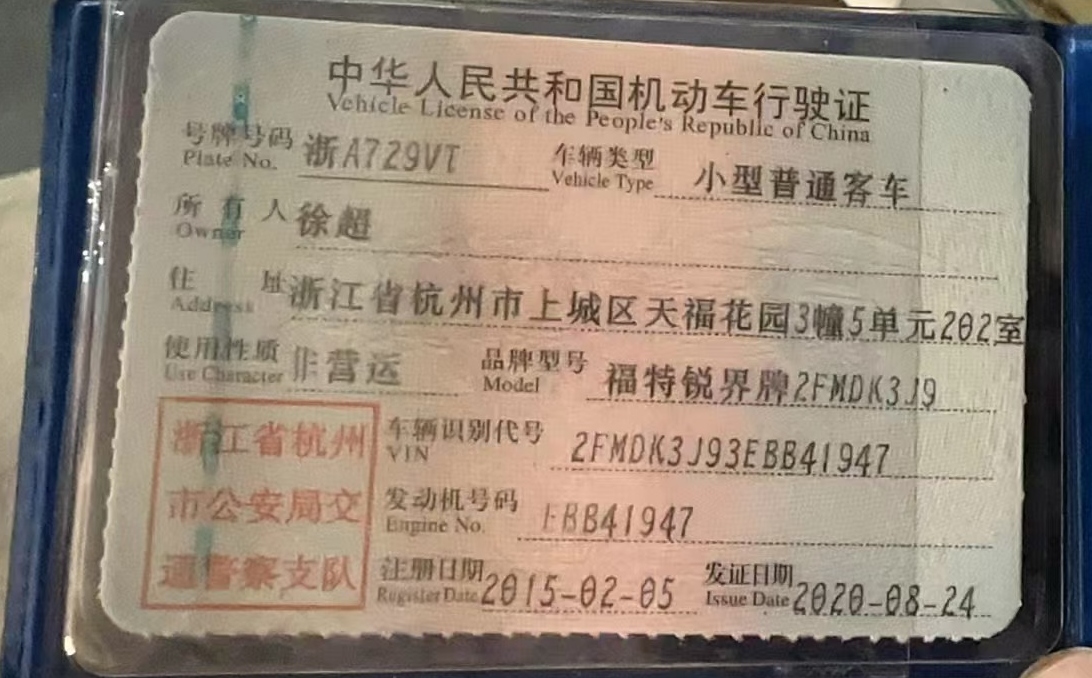 中华人民共和国机动车行驶证
Vehicle License of the People's Republic of China
号牌号码 浙A729VT 车辆类型 小型普通客车
Plate No. Vehicle Type
所有人 徐超
Owner
住址 浙江省杭州市上城区天福花园3幢5单元202室
Address
使用性质 非营运 品牌型号 福特锐界牌2FMDK3J9
Use Character Model
浙江省杭州 车辆识别代号 2FMDK3J93EBB41947
VIN
市公安局交 发动机号码 EBB41947
Engine No.
通警察支队 注册日期 2015-02-05 发证日期 2020-08-24
Register Date Issue Date